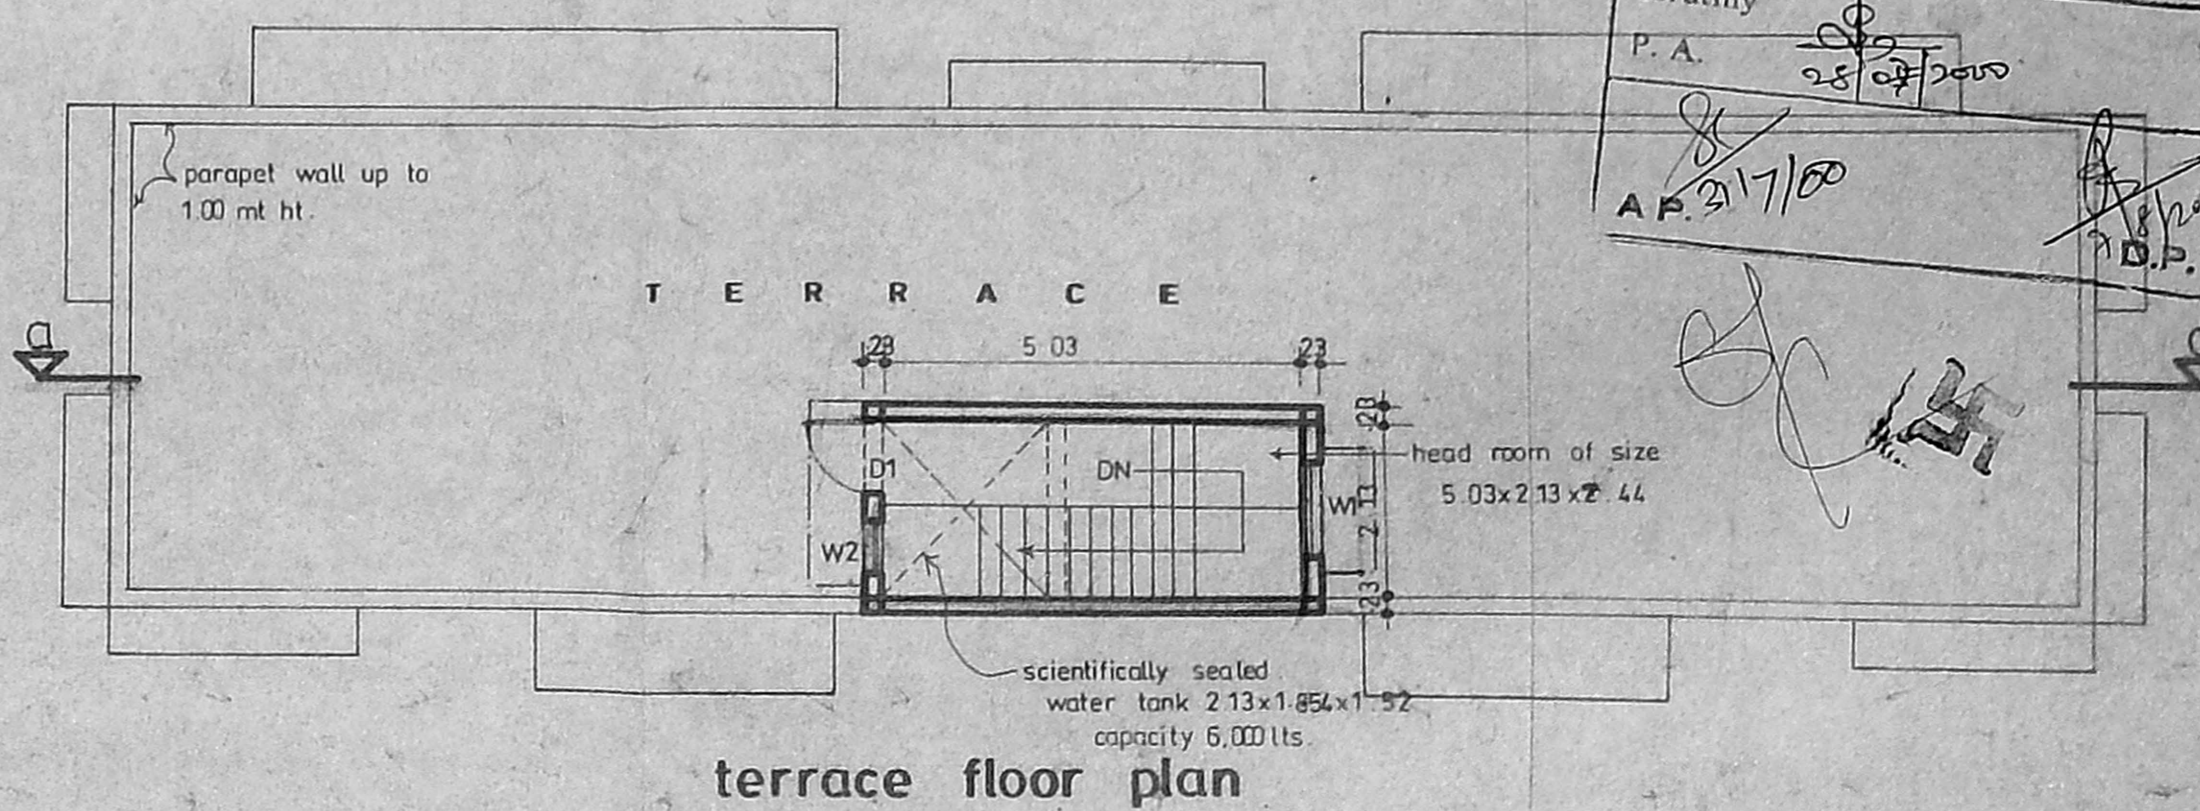 P. A.
28/07/2000
A P. 31/7/00
D.P.
parapet wall up to
1.00 mt ht.
T E R R A C E
23 5 03 23
23
2 13
23
D1
DN
W2
W1
head room of size
5 03x2 13x2.44
a
scientifically sealed
water tank 2 13x1.854x1.52
capacity 6,000 lts.
terrace floor plan